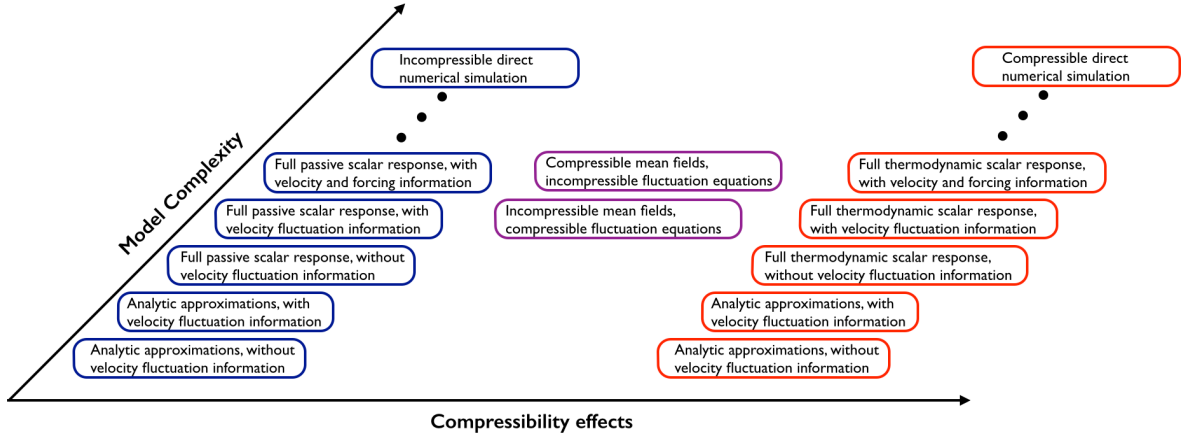 Incompressible direct
numerical simulation
Compressible direct
numerical simulation
Model Complexity
Full passive scalar response, with
velocity and forcing information
Compressible mean fields,
incompressible fluctuation equations
Full thermodynamic scalar response,
with velocity and forcing information
Full passive scalar response, with
velocity fluctuation information
Incompressible mean fields,
compressible fluctuation equations
Full thermodynamic scalar response,
with velocity fluctuation information
Full passive scalar response, without
velocity fluctuation information
Full thermodynamic scalar response,
without velocity fluctuation information
Analytic approximations, with
velocity fluctuation information
Analytic approximations, with
velocity fluctuation information
Analytic approximations, without
velocity fluctuation information
Analytic approximations, without
velocity fluctuation information
Compressibility effects